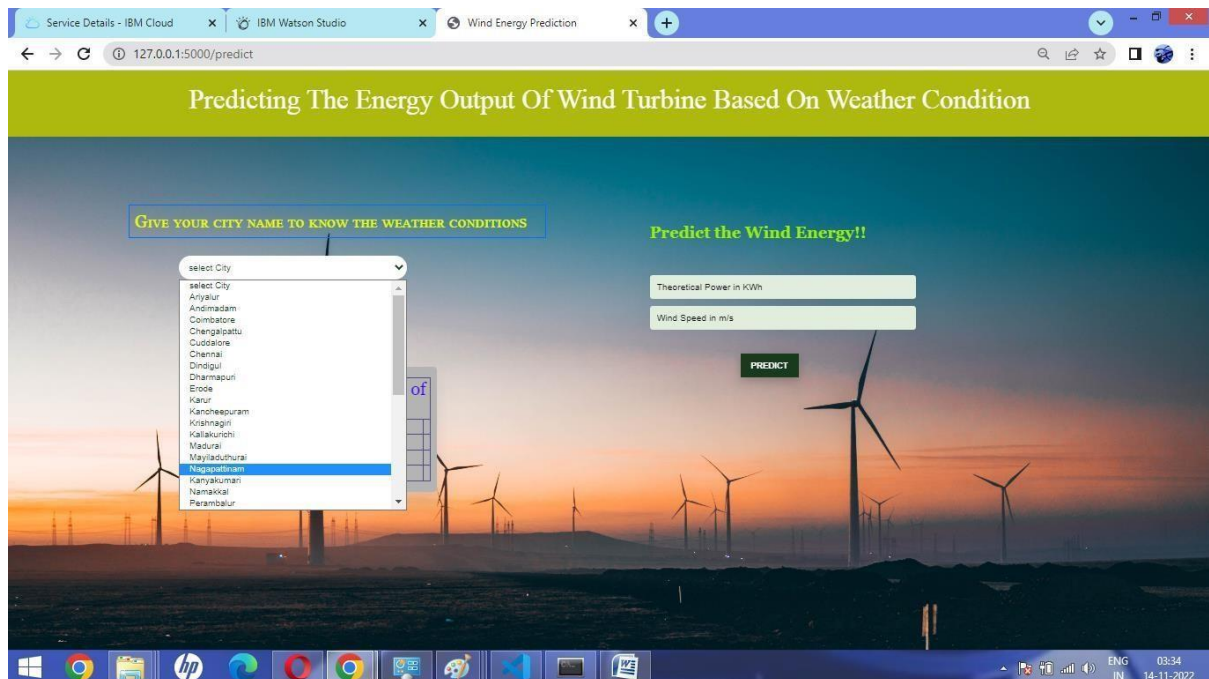 Service Details - IBM Cloud
IBM Watson Studio
Wind Energy Prediction
127.0.0.1:5000/predict
Predicting The Energy Output Of Wind Turbine Based On Weather Condition
Give your city name to know the weather conditions
Predict the Wind Energy!!
select City
select City
Ariyalur
Andimadam
Coimbatore
Chengalpattu
Cuddalore
Chennai
Dindigul
Dharmapuri
Erode
Karur
Kancheepuram
Krishnagiri
Kallakurichi
Madurai
Mayiladuthurai
Nagapattinam
Kanyakumari
Namakkal
Perambalur
of
Theoretical Power in KWh
Wind Speed in m/s
PREDICT
hp
W
ENG
IN
03:34
14-11-2022